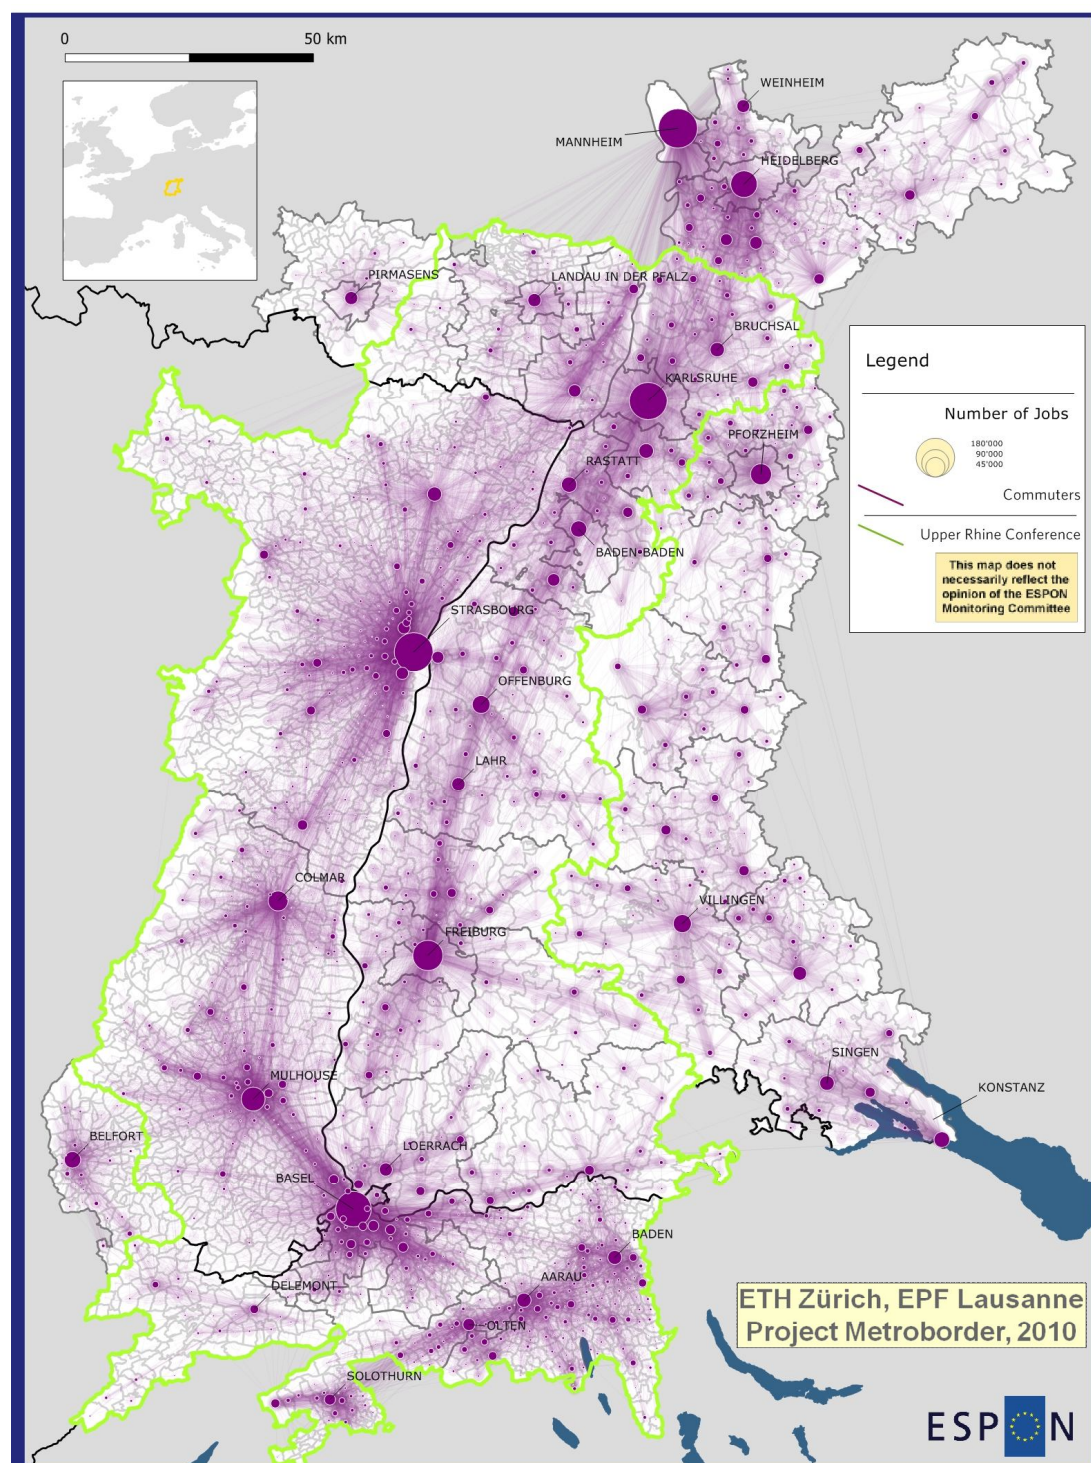 0 50 km
WEINHEIM
MANNHEIM
HEIDELBERG
PIRMASENS
LANDAU IN DER PFALZ
BRUCHSAL
KARLSRUHE
PFORZHEIM
RASTATT
BADEN-BADEN
STRASBOURG
OFFENBURG
LAHR
COLMAR
VILLINGEN
FREIBURG
SINGEN
MULHOUSE
KONSTANZ
BELFORT
LOERRACH
BASEL
BADEN
AARAU
DELEMONT
OLTEN
SOLOTHURN
Legend
Number of Jobs
180'000
90'000
45'000
Commuters
Upper Rhine Conference
This map does not
necessarily reflect the
opinion of the ESPON
Monitoring Committee
ETH Zürich, EPF Lausanne
Project Metroborder, 2010
ESPON